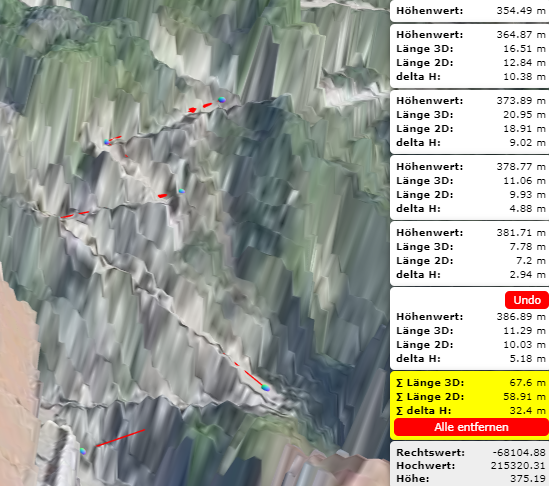 Höhenwert: 354.49 m
Höhenwert: 364.87 m
Länge 3D: 16.51 m
Länge 2D: 12.84 m
delta H: 10.38 m
Höhenwert: 373.89 m
Länge 3D: 20.95 m
Länge 2D: 18.91 m
delta H: 9.02 m
Höhenwert: 378.77 m
Länge 3D: 11.06 m
Länge 2D: 9.93 m
delta H: 4.88 m
Höhenwert: 381.71 m
Länge 3D: 7.78 m
Länge 2D: 7.2 m
delta H: 2.94 m
Undo
Höhenwert: 386.89 m
Länge 3D: 11.29 m
Länge 2D: 10.03 m
delta H: 5.18 m
∑ Länge 3D: 67.6 m
∑ Länge 2D: 58.91 m
∑ delta H: 32.4 m
Alle entfernen
Rechtswert: -68104.88
Hochwert: 215320.31
Höhe: 375.19